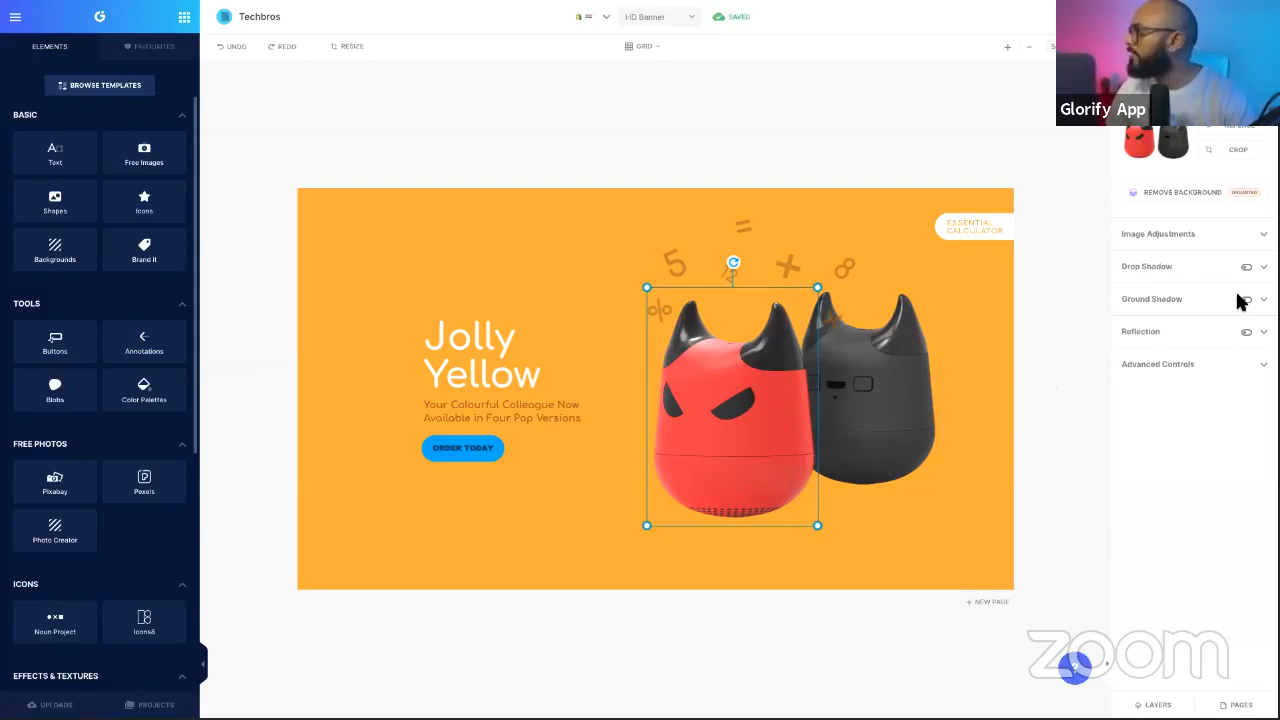 Techbros
HD Banner
SAVED
UNDO
REDO
RESIZE
GRID
ELEMENTS
FAVOURITES
BROWSE TEMPLATES
BASIC
Text
Free Images
Shapes
Icons
Backgrounds
Brand it
TOOLS
Buttons
Annotations
Blobs
Color Palettes
FREE PHOTOS
Pixabay
Pexels
Photo Creator
ICONS
Noun Project
Icons8
EFFECTS & TEXTURES
UPLOADS
PROJECTS
ESSENTIAL
CALCULATOR
5
=
+
8
%
Jolly
Yellow
Your Colourful Colleague Now
Available in Four Pop Versions
ORDER TODAY
+ NEW PAGE
Glorify App
CROP
REMOVE BACKGROUND
UNLIMITED
Image Adjustments
Drop Shadow
Ground Shadow
Reflection
Advanced Controls
zoom
?
LAYERS
PAGES